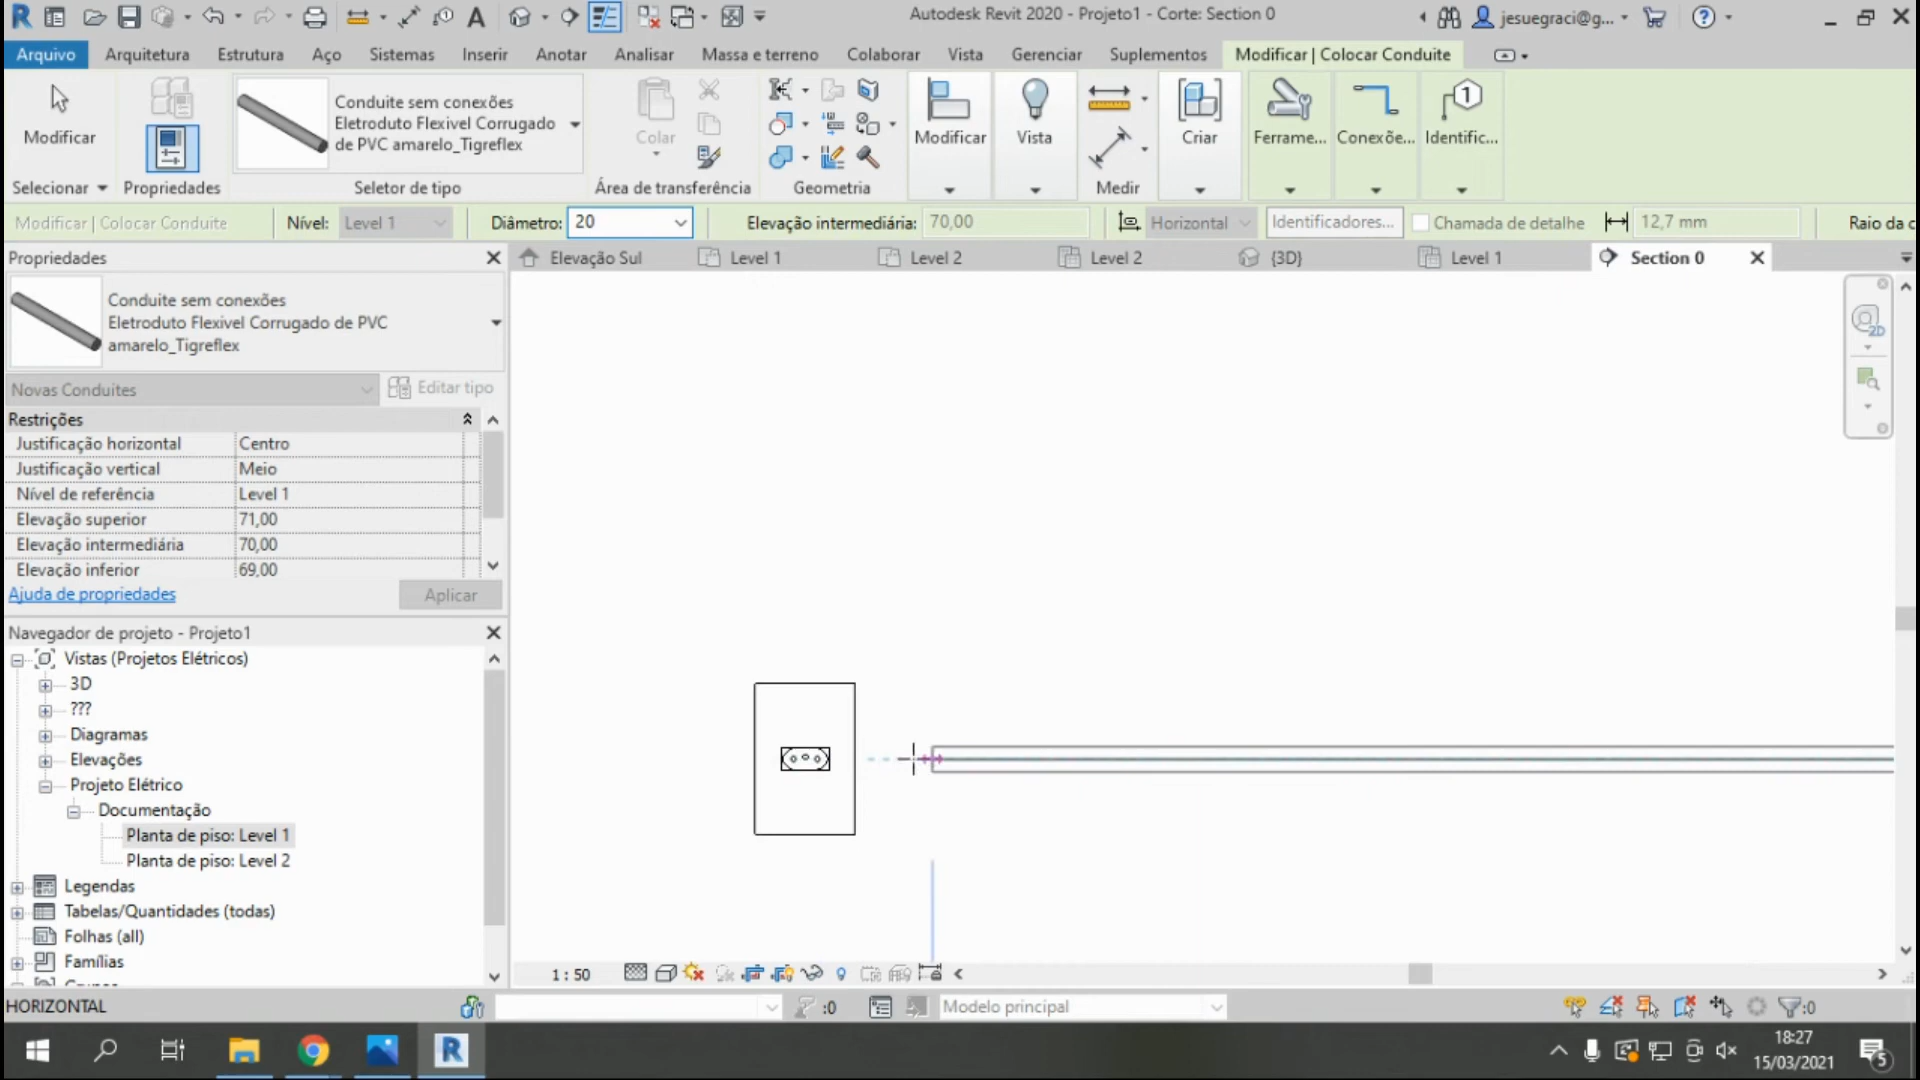 Autodesk Revit 2020 - Projeto1 - Corte: Section 0
jesuegraci@g...
Arquivo Arquitetura Estrutura Aço Sistemas Inserir Anotar Analisar Massa e terreno Colaborar Vista Gerenciar Suplementos Modificar | Colocar Conduite
Modificar
Conduite sem conexões
Eletroduto Flexivel Corrugado
de PVC amarelo_Tigreflex
Colar
Modificar
Vista
Criar
Ferrame...
Conexõe...
Identific...
Selecionar
Propriedades
Seletor de tipo
Área de transferência
Geometria
Medir
Modificar | Colocar Conduite
Nível: Level 1
Diâmetro: 20
Elevação intermediária: 70,00
Horizontal
Identificadores...
Chamada de detalhe
12,7 mm
Raio da c
Propriedades
Elevação Sul
Level 1
Level 2
Level 2
{3D}
Level 1
Section 0
Conduite sem conexões
Eletroduto Flexivel Corrugado de PVC
amarelo_Tigreflex
Novas Conduites
Editar tipo
Restrições
Justificação horizontal Centro
Justificação vertical Meio
Nível de referência Level 1
Elevação superior 71,00
Elevação intermediária 70,00
Elevação inferior 69,00
Ajuda de propriedades
Aplicar
Navegador de projeto - Projeto1
Vistas (Projetos Elétricos)
3D
???
Diagramas
Elevações
Projeto Elétrico
Documentação
Planta de piso: Level 1
Planta de piso: Level 2
Legendas
Tabelas/Quantidades (todas)
Folhas (all)
Famílias
1 : 50
HORIZONTAL
:0
Modelo principal
:0
18:27
15/03/2021
5